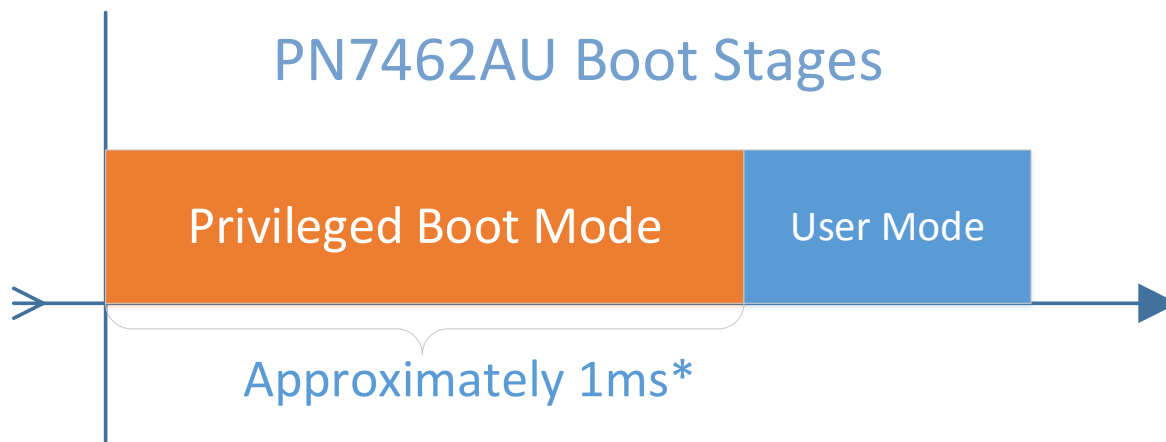 PN7462AU Boot Stages
Privileged Boot Mode
User Mode
Approximately 1ms*